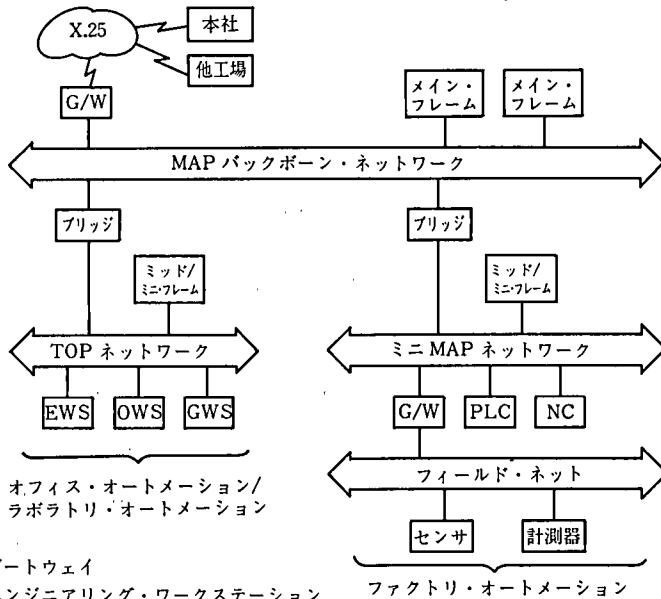 X.25
本社
他工場
G/W
メイン・
フレーム
メイン・
フレーム
MAP バックボーン・ネットワーク
ブリッジ
ブリッジ
ミッド/
ミニ・フレーム
ミッド/
ミニ・フレーム
TOP ネットワーク
ミニ MAP ネットワーク
EWS
OWS
GWS
G/W
PLC
NC
オフィス・オートメーション/
ラボラトリ・オートメーション
フィールド・ネット
センサ
計測器
ファクトリ・オートメーション
ートウェイ
ンジニアリング・ワークステーション